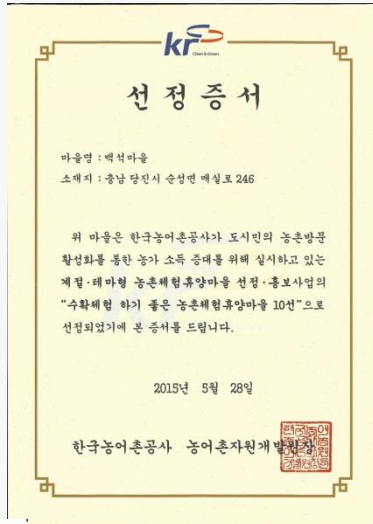 kr
Clean & Green
선정증서
마을명 : 백석마을
소재지 : 충남 당진시 순성면 매실로 246
위 마을은 한국농어촌공사가 도시민의 농촌방문
활성화를 통한 농가 소득 증대를 위해 실시하고 있는
계절·테마형 농촌체험휴양마을 선정·홍보사업의
“수확체험 하기 좋은 농촌체험휴양마을 10선”으로
선정되었기에 본 증서를 드립니다.
2015년 5월 28일
한국농어촌공사 농어촌자원개발원장